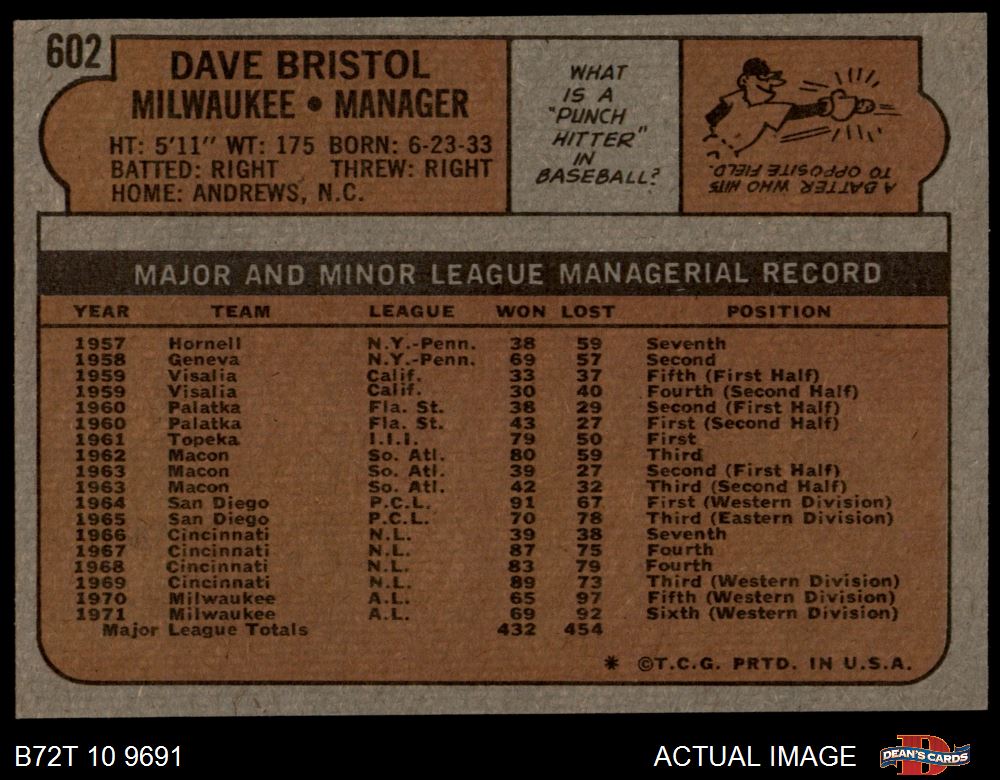 602
DAVE BRISTOL
MILWAUKEE • MANAGER
HT: 5'11" WT: 175 BORN: 6-23-33
BATTED: RIGHT THREW: RIGHT
HOME: ANDREWS, N.C.
WHAT
IS A
"PUNCH
HITTER"
IN
BASEBALL?
A BATTER WHO HITS
TO OPPOSITE FIELD.
MAJOR AND MINOR LEAGUE MANAGERIAL RECORD
YEAR TEAM LEAGUE WON LOST POSITION
1957 Hornell N.Y.-Penn. 38 59 Seventh
1958 Geneva N.Y.-Penn. 69 57 Second
1959 Visalia Calif. 33 37 Fifth (First Half)
1959 Visalia Calif. 30 40 Fourth (Second Half)
1960 Palatka Fla. St. 38 29 Second (First Half)
1960 Palatka Fla. St. 43 27 First (Second Half)
1961 Topeka I.I.I. 79 50 First
1962 Macon So. Atl. 80 59 Third
1963 Macon So. Atl. 39 27 Second (First Half)
1963 Macon So. Atl. 42 32 Third (Second Half)
1964 San Diego P.C.L. 91 67 First (Western Division)
1965 San Diego P.C.L. 70 78 Third (Eastern Division)
1966 Cincinnati N.L. 39 38 Seventh
1967 Cincinnati N.L. 87 75 Fourth
1968 Cincinnati N.L. 83 79 Fourth
1969 Cincinnati N.L. 89 73 Third (Western Division)
1970 Milwaukee A.L. 65 97 Fifth (Western Division)
1971 Milwaukee A.L. 69 92 Sixth (Western Division)
Major League Totals 432 454
* ©T.C.G. PRTD. IN U.S.A.
B72T 10 9691
ACTUAL IMAGE
D
DEAN'S CARDS